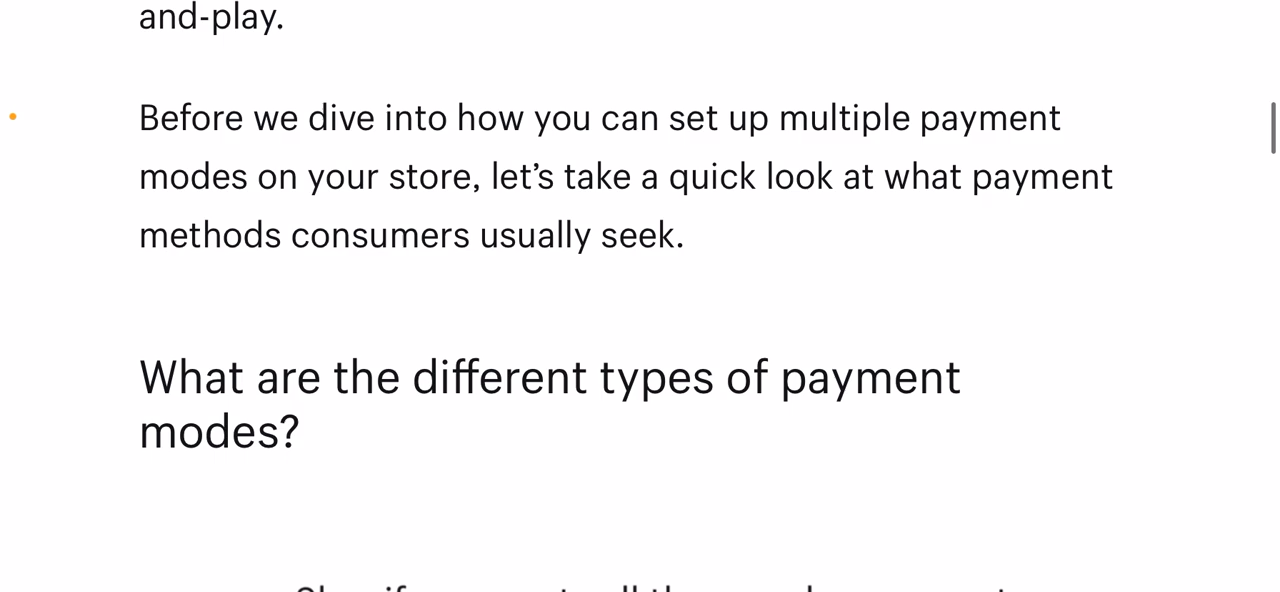 and-play.
Before we dive into how you can set up multiple payment
modes on your store, let’s take a quick look at what payment
methods consumers usually seek.
What are the different types of payment
modes?